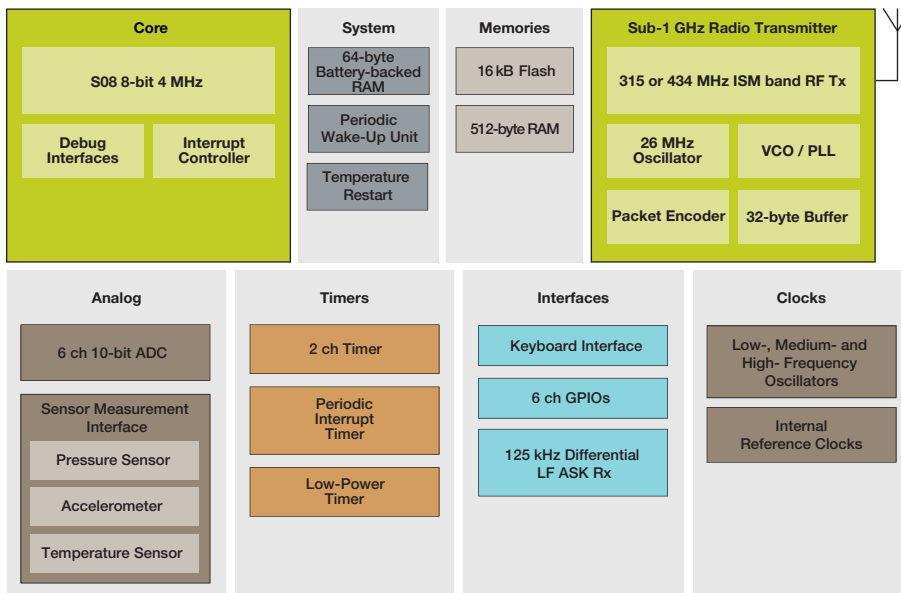 Core
S08 8-bit 4 MHz
Debug
Interfaces
Interrupt
Controller
System
64-byte
Battery-backed
RAM
Periodic
Wake-Up Unit
Temperature
Restart
Memories
16 kB Flash
512-byte RAM
Sub-1 GHz Radio Transmitter
315 or 434 MHz ISM band RF Tx
26 MHz
Oscillator
VCO / PLL
Packet Encoder
32-byte Buffer
Analog
6 ch 10-bit ADC
Sensor Measurement
Interface
Pressure Sensor
Accelerometer
Temperature Sensor
Timers
2 ch Timer
Periodic
Interrupt
Timer
Low-Power
Timer
Interfaces
Keyboard Interface
6 ch GPIOs
125 kHz Differential
LF ASK Rx
Clocks
Low-, Medium- and
High- Frequency
Oscillators
Internal
Reference Clocks